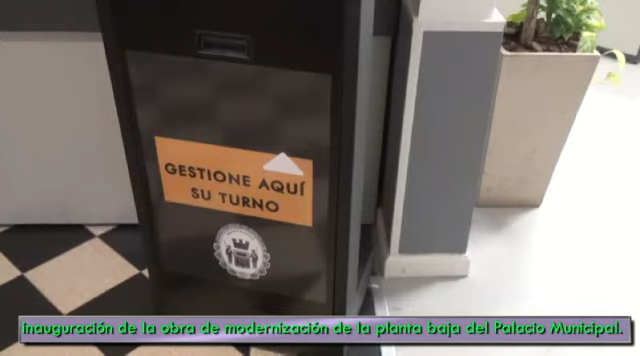 GESTIONE AQUÍ
SU TURNO
inauguración de la obra de modernización de la planta baja del Palacio Municipal.